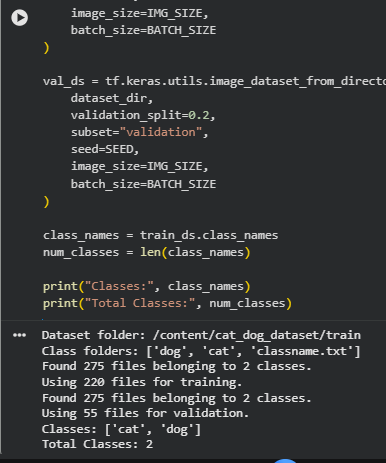 image_size=IMG_SIZE,
    batch_size=BATCH_SIZE
)
val_ds = tf.keras.utils.image_dataset_from_direct
    dataset_dir,
    validation_split=0.2,
    subset="validation",
    seed=SEED,
    image_size=IMG_SIZE,
    batch_size=BATCH_SIZE
)
class_names = train_ds.class_names
num_classes = len(class_names)
print("Classes:", class_names)
print("Total Classes:", num_classes)
Dataset folder: /content/cat_dog_dataset/train
Class folders: ['dog', 'cat', 'classname.txt']
Found 275 files belonging to 2 classes.
Using 220 files for training.
Found 275 files belonging to 2 classes.
Using 55 files for validation.
Classes: ['cat', 'dog']
Total Classes: 2